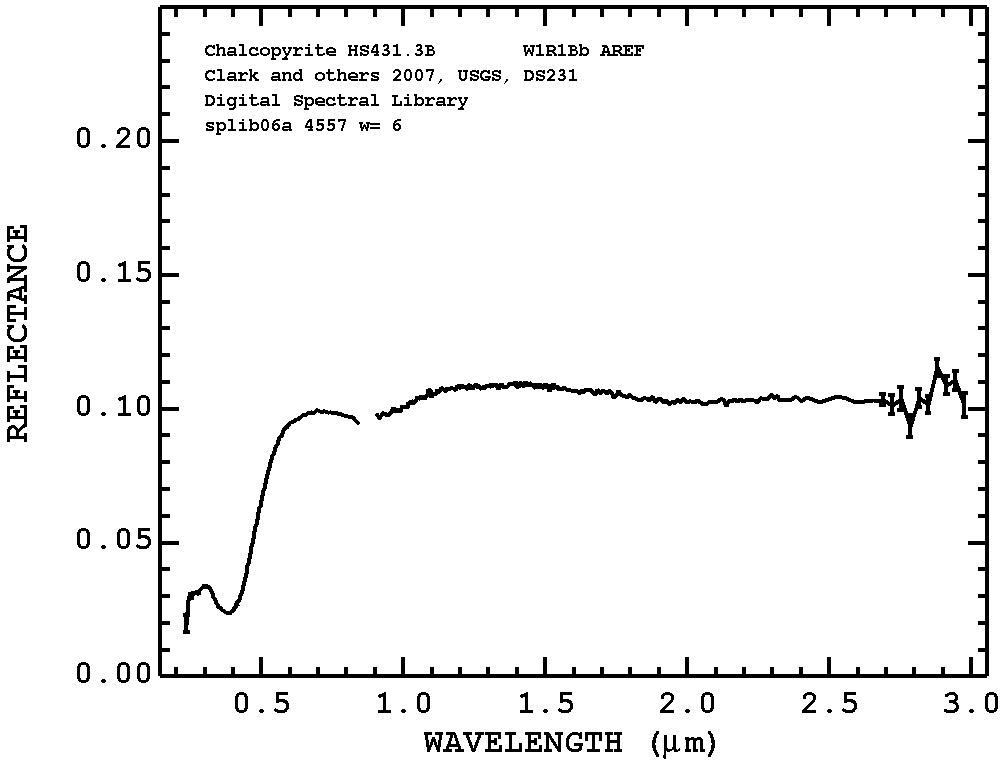 Chalcopyrite HS431.3B W1R1Bb AREF
Clark and others 2007, USGS, DS231
Digital Spectral Library
splib06a 4557 w= 6
0.20
0.15
0.10
0.05
0.00
REFLECTANCE
0.5 1.0 1.5 2.0 2.5 3.0
WAVELENGTH (μm)